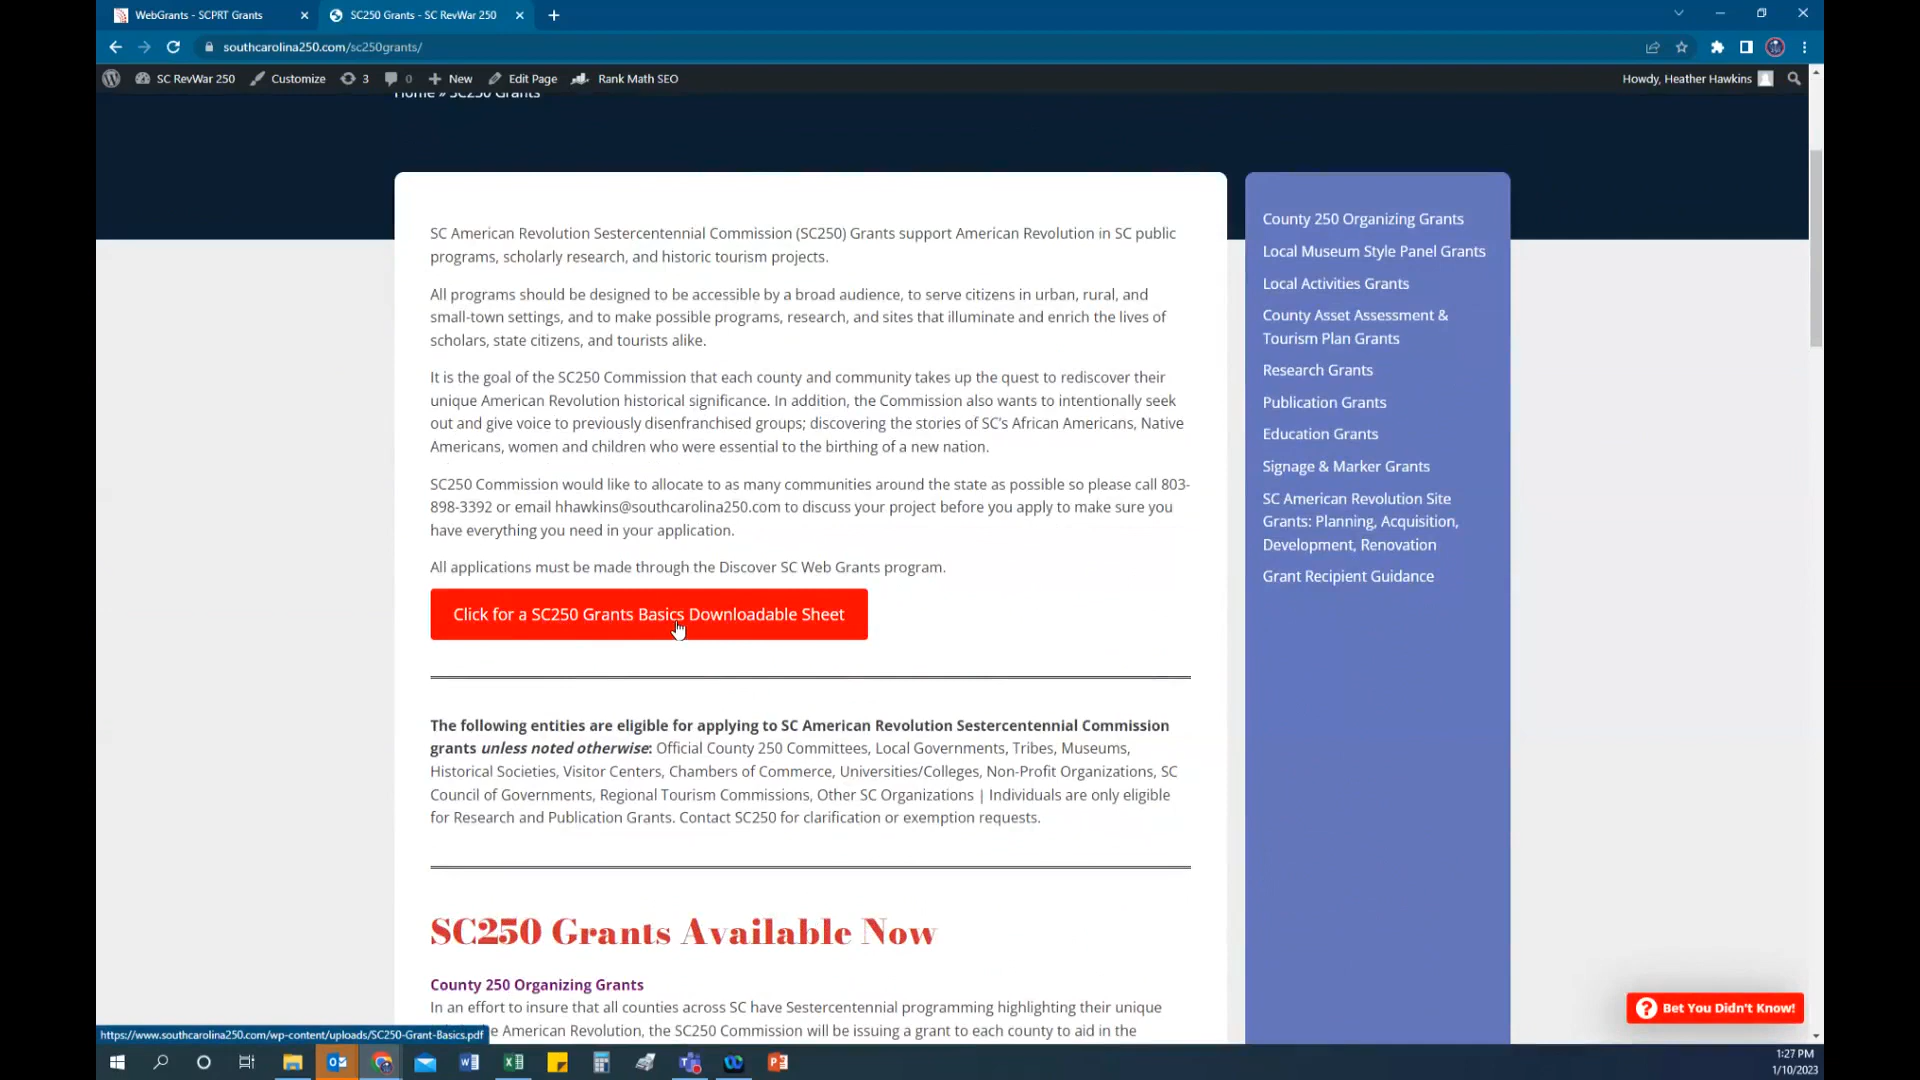 WebGrants - SCPRT Grants
SC250 Grants - SC RevWar 250
southcarolina250.com/sc250grants/
SC RevWar 250 Customize 3 0 New Edit Page Rank Math SEO Howdy, Heather Hawkins
Home » SC250 Grants
SC American Revolution Sestercentennial Commission (SC250) Grants support American Revolution in SC public
programs, scholarly research, and historic tourism projects.
All programs should be designed to be accessible by a broad audience, to serve citizens in urban, rural, and
small-town settings, and to make possible programs, research, and sites that illuminate and enrich the lives of
scholars, state citizens, and tourists alike.
It is the goal of the SC250 Commission that each county and community takes up the quest to rediscover their
unique American Revolution historical significance. In addition, the Commission also wants to intentionally seek
out and give voice to previously disenfranchised groups; discovering the stories of SC's African Americans, Native
Americans, women and children who were essential to the birthing of a new nation.
SC250 Commission would like to allocate to as many communities around the state as possible so please call 803-
898-3392 or email hhawkins@southcarolina250.com to discuss your project before you apply to make sure you
have everything you need in your application.
All applications must be made through the Discover SC Web Grants program.
Click for a SC250 Grants Basics Downloadable Sheet
The following entities are eligible for applying to SC American Revolution Sestercentennial Commission
grants unless noted otherwise: Official County 250 Committees, Local Governments, Tribes, Museums,
Historical Societies, Visitor Centers, Chambers of Commerce, Universities/Colleges, Non-Profit Organizations, SC
Council of Governments, Regional Tourism Commissions, Other SC Organizations | Individuals are only eligible
for Research and Publication Grants. Contact SC250 for clarification or exemption requests.
SC250 Grants Available Now
County 250 Organizing Grants
In an effort to insure that all counties across SC have Sestercentennial programming highlighting their unique
American Revolution, the SC250 Commission will be issuing a grant to each county to aid in the
County 250 Organizing Grants
Local Museum Style Panel Grants
Local Activities Grants
County Asset Assessment &
Tourism Plan Grants
Research Grants
Publication Grants
Education Grants
Signage & Marker Grants
SC American Revolution Site
Grants: Planning, Acquisition,
Development, Renovation
Grant Recipient Guidance
Bet You Didn't Know!
https://www.southcarolina250.com/wp-content/uploads/SC250-Grant-Basics.pdf
1:27 PM
1/10/2023